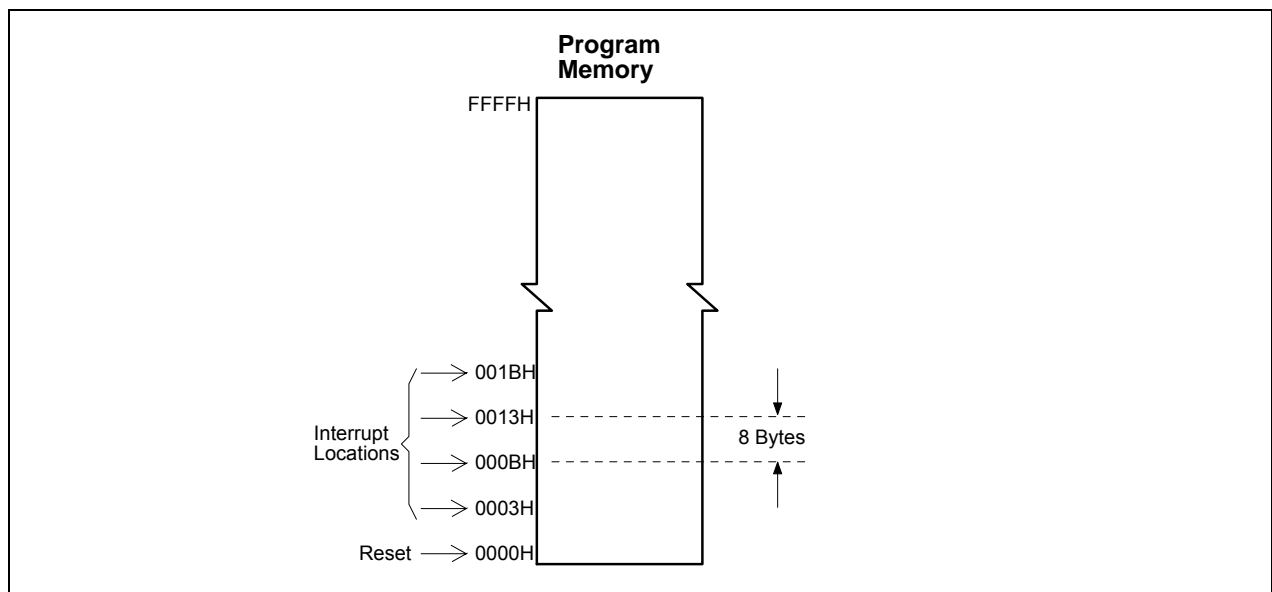 Program
Memory
FFFFH
001BH
0013H
8 Bytes
Interrupt
Locations
000BH
0003H
Reset
0000H